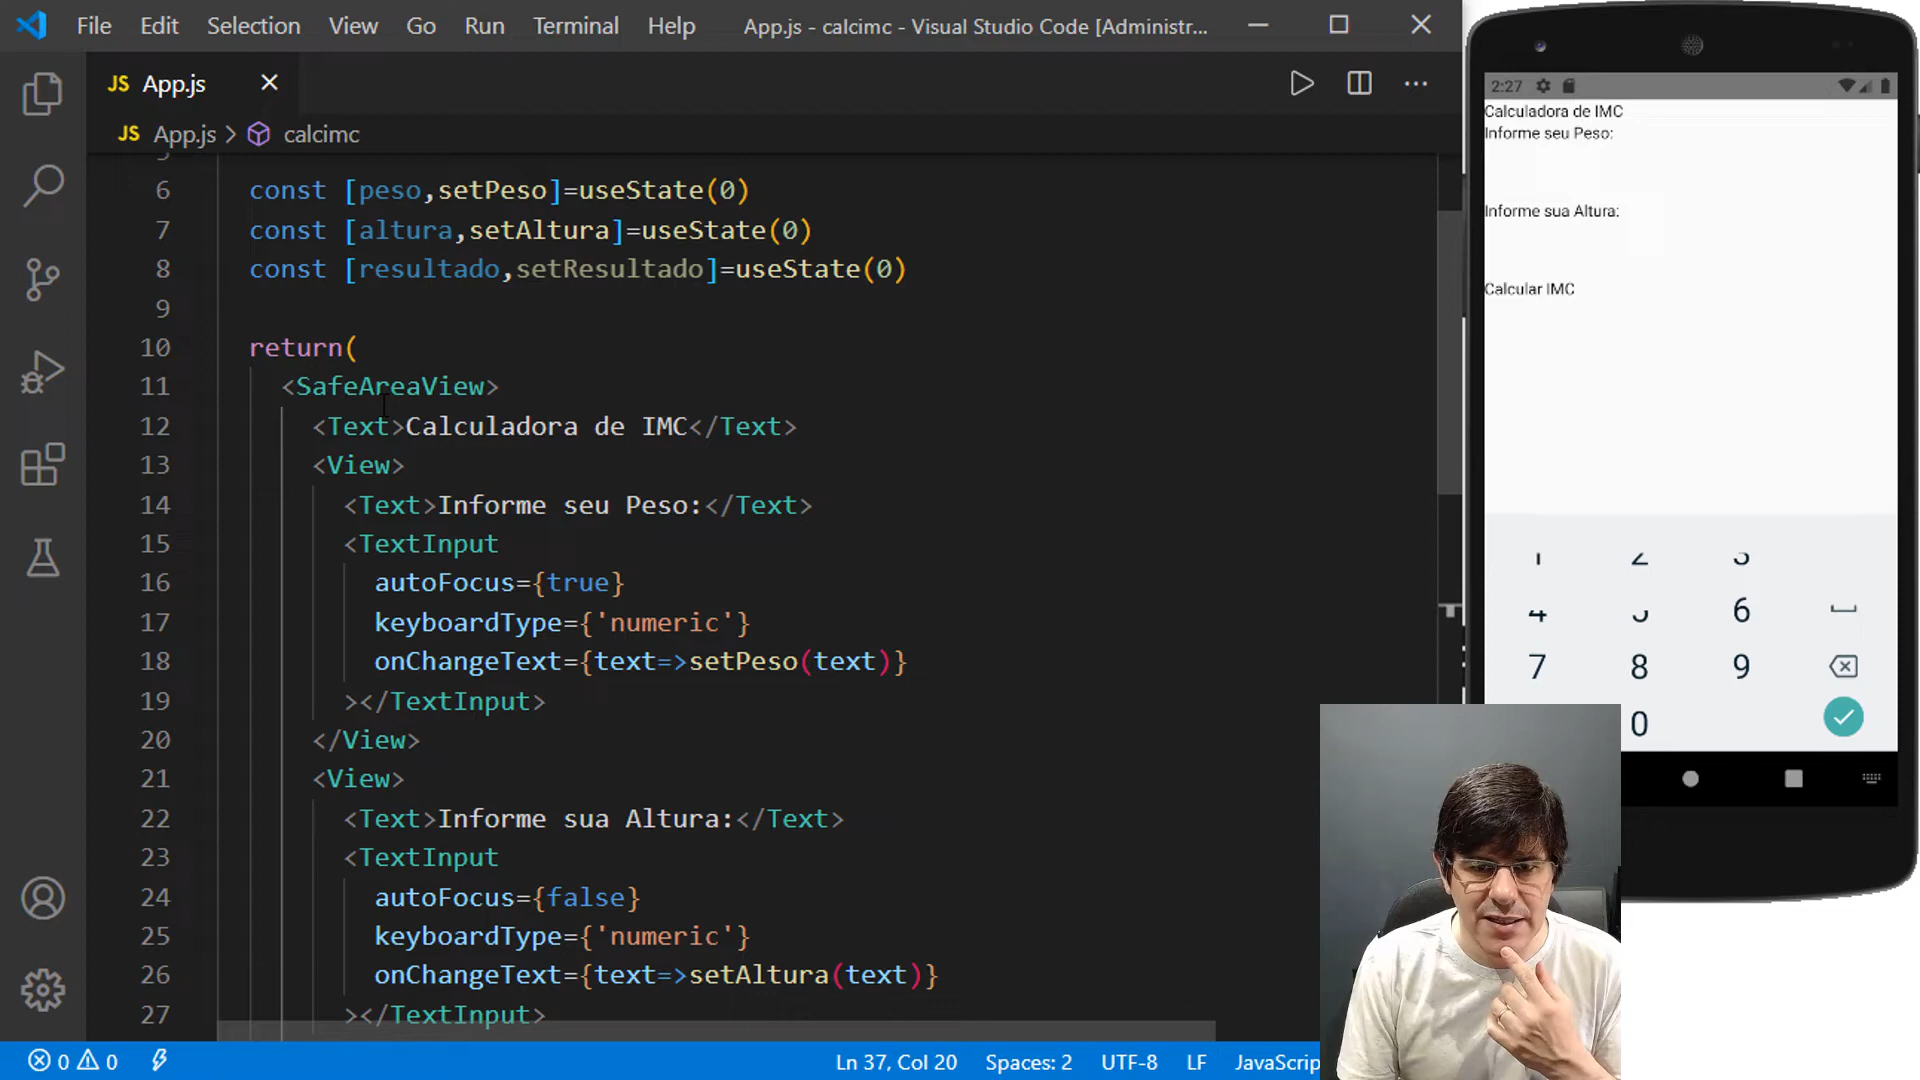 File Edit Selection View Go Run Terminal Help App.js - calcimc - Visual Studio Code [Administr...
JS App.js
JS App.js > calcimc
6 const [peso,setPeso]=useState(0)
7 const [altura,setAltura]=useState(0)
8 const [resultado,setResultado]=useState(0)
9
10 return(
11 <SafeAreaView>
12 <Text>Calculadora de IMC</Text>
13 <View>
14 <Text>Informe seu Peso:</Text>
15 <TextInput
16 autoFocus={true}
17 keyboardType={'numeric'}
18 onChangeText={text=>setPeso(text)}
19 ></TextInput>
20 </View>
21 <View>
22 <Text>Informe sua Altura:</Text>
23 <TextInput
24 autoFocus={false}
25 keyboardType={'numeric'}
26 onChangeText={text=>setAltura(text)}
27 ></TextInput>
0 0 Ln 37, Col 20 Spaces: 2 UTF-8 LF JavaScrip
2:27
Calculadora de IMC
Informe seu Peso:
Informe sua Altura:
Calcular IMC
1 2 3
4 5 6
7 8 9
0